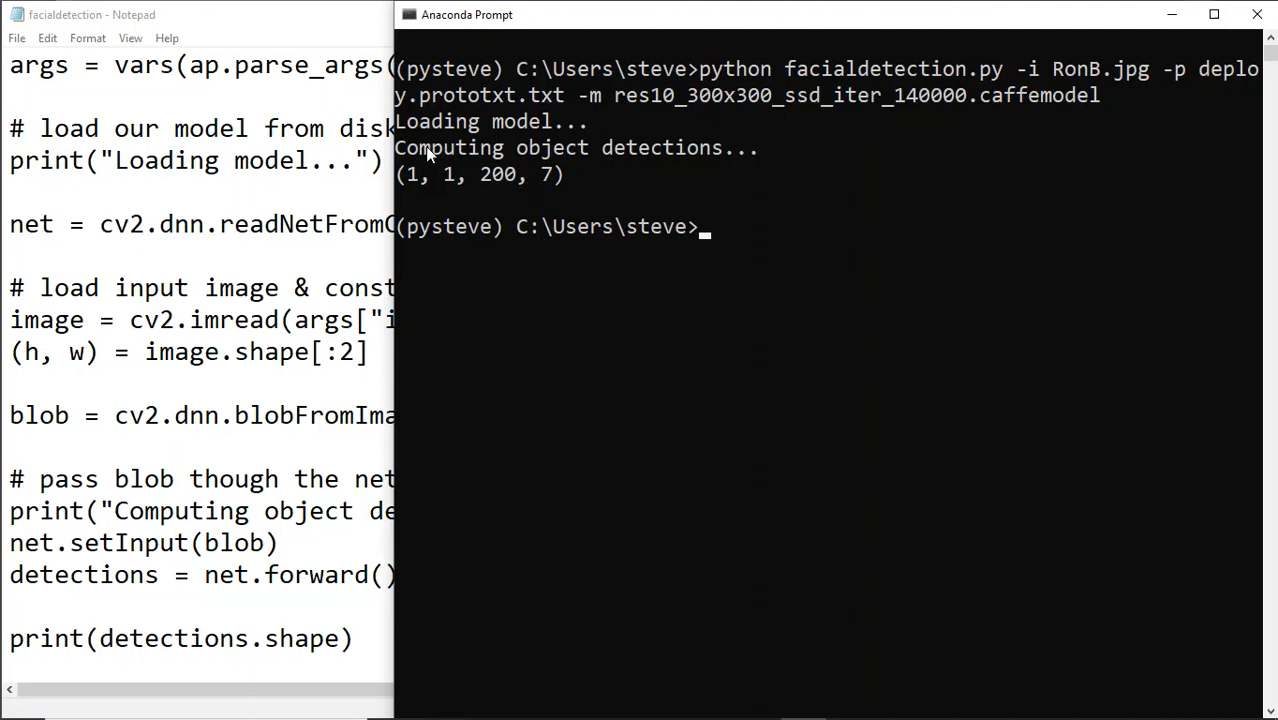 facialdetection - Notepad
File Edit Format View Help
args = vars(ap.parse_args(
# load our model from disk
print("Loading model...")
net = cv2.dnn.readNetFromC
# load input image & const
image = cv2.imread(args["i
(h, w) = image.shape[:2]
blob = cv2.dnn.blobFromIma
# pass blob though the net
print("Computing object de
net.setInput(blob)
detections = net.forward()
print(detections.shape)
Anaconda Prompt
(pysteve) C:\Users\steve>python facialdetection.py -i RonB.jpg -p deplo
y.prototxt.txt -m res10_300x300_ssd_iter_140000.caffemodel
Loading model...
Computing object detections...
(1, 1, 200, 7)
(pysteve) C:\Users\steve>